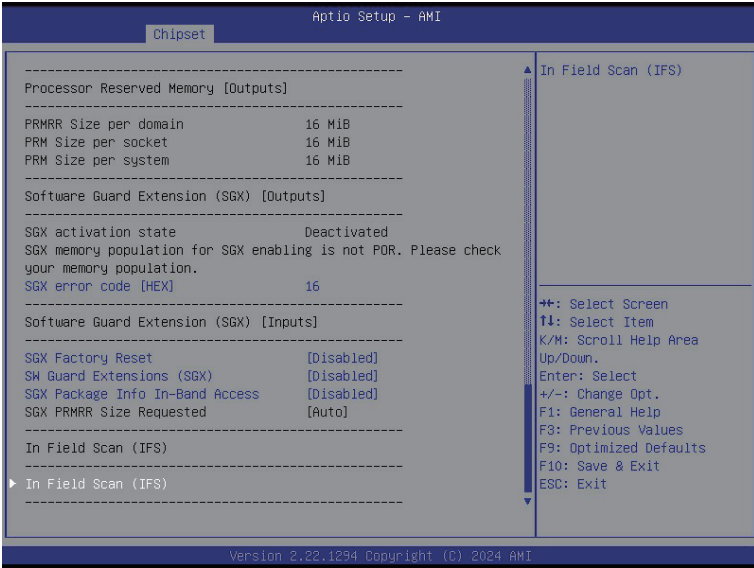 Aptio Setup – AMI
Chipset
------------------------------------------------------
Processor Reserved Memory [Outputs]
------------------------------------------------------
PRMRR Size per domain 16 MiB
PRM Size per socket 16 MiB
PRM Size per system 16 MiB
------------------------------------------------------
Software Guard Extension (SGX) [Outputs]
------------------------------------------------------
SGX activation state Deactivated
SGX memory population for SGX enabling is not POR. Please check
your memory population.
SGX error code [HEX] 16
------------------------------------------------------
Software Guard Extension (SGX) [Inputs]
------------------------------------------------------
SGX Factory Reset [Disabled]
SW Guard Extensions (SGX) [Disabled]
SGX Package Info In-Band Access [Disabled]
SGX PRMRR Size Requested [Auto]
------------------------------------------------------
In Field Scan (IFS)
------------------------------------------------------
In Field Scan (IFS)
------------------------------------------------------
In Field Scan (IFS)
→←: Select Screen
↑↓: Select Item
K/M: Scroll Help Area
Up/Down.
Enter: Select
+/-: Change Opt.
F1: General Help
F3: Previous Values
F9: Optimized Defaults
F10: Save & Exit
ESC: Exit
Version 2.22.1294 Copyright (C) 2024 AMI